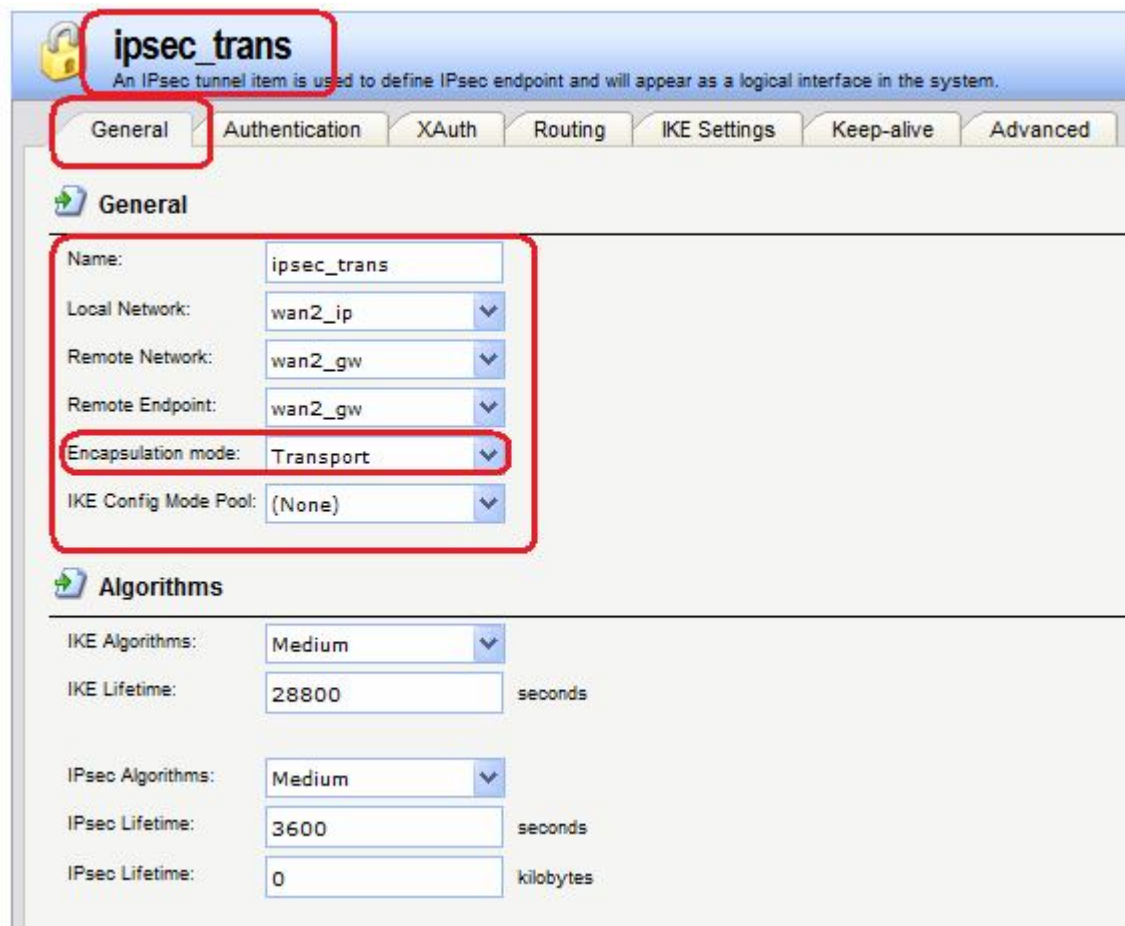 ipsec_trans
An IPsec tunnel item is used to define IPsec endpoint and will appear as a logical interface in the system.
General Authentication XAuth Routing IKE Settings Keep-alive Advanced
General
Name: ipsec_trans
Local Network: wan2_ip
Remote Network: wan2_gw
Remote Endpoint: wan2_gw
Encapsulation mode: Transport
IKE Config Mode Pool: (None)
Algorithms
IKE Algorithms: Medium
IKE Lifetime: 28800 seconds
IPsec Algorithms: Medium
IPsec Lifetime: 3600 seconds
IPsec Lifetime: 0 kilobytes